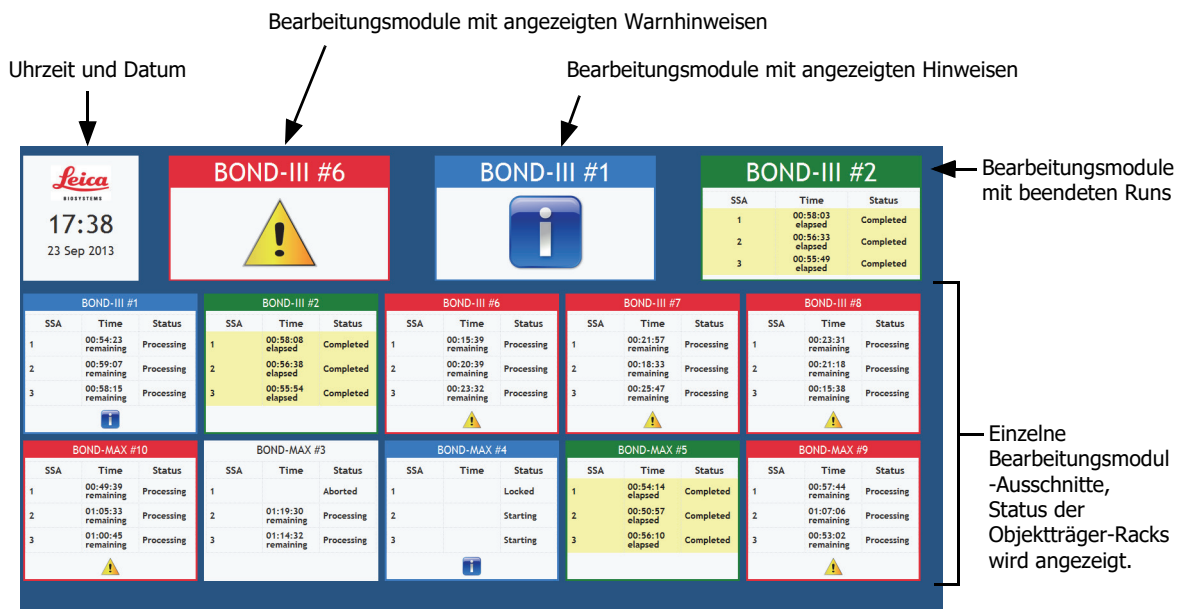 Bearbeitungsmodule mit angezeigten Warnhinweisen
Uhrzeit und Datum
Bearbeitungsmodule mit angezeigten Hinweisen
Leica
BIOSYSTEMS
17:38
23 Sep 2013
BOND-III #6
BOND-III #1
BOND-III #2
SSA Time Status
1 00:58:03 elapsed Completed
2 00:56:33 elapsed Completed
3 00:55:49 elapsed Completed
Bearbeitungsmodule
mit beendeten Runs
BOND-III #1
SSA Time Status
1 00:54:23 remaining Processing
2 00:59:07 remaining Processing
3 00:58:15 remaining Processing
BOND-III #2
SSA Time Status
1 00:58:08 elapsed Completed
2 00:56:38 elapsed Completed
3 00:55:54 elapsed Completed
BOND-III #6
SSA Time Status
1 00:15:39 remaining Processing
2 00:20:39 remaining Processing
3 00:23:32 remaining Processing
BOND-III #7
SSA Time Status
1 00:21:57 remaining Processing
2 00:18:33 remaining Processing
3 00:25:47 remaining Processing
BOND-III #8
SSA Time Status
1 00:23:31 remaining Processing
2 00:21:18 remaining Processing
3 00:15:38 remaining Processing
BOND-MAX #10
SSA Time Status
1 00:49:39 remaining Processing
2 01:05:33 remaining Processing
3 01:00:45 remaining Processing
BOND-MAX #3
SSA Time Status
1 Aborted
2 01:19:30 remaining Processing
3 01:14:32 remaining Processing
BOND-MAX #4
SSA Time Status
1 Locked
2 Starting
3 Starting
BOND-MAX #5
SSA Time Status
1 00:54:14 elapsed Completed
2 00:50:57 elapsed Completed
3 00:56:10 elapsed Completed
BOND-MAX #9
SSA Time Status
1 00:57:44 remaining Processing
2 01:07:06 remaining Processing
3 00:53:02 remaining Processing
Einzelne
Bearbeitungsmodul
-Ausschnitte,
Status der
Objektträger-Racks
wird angezeigt.